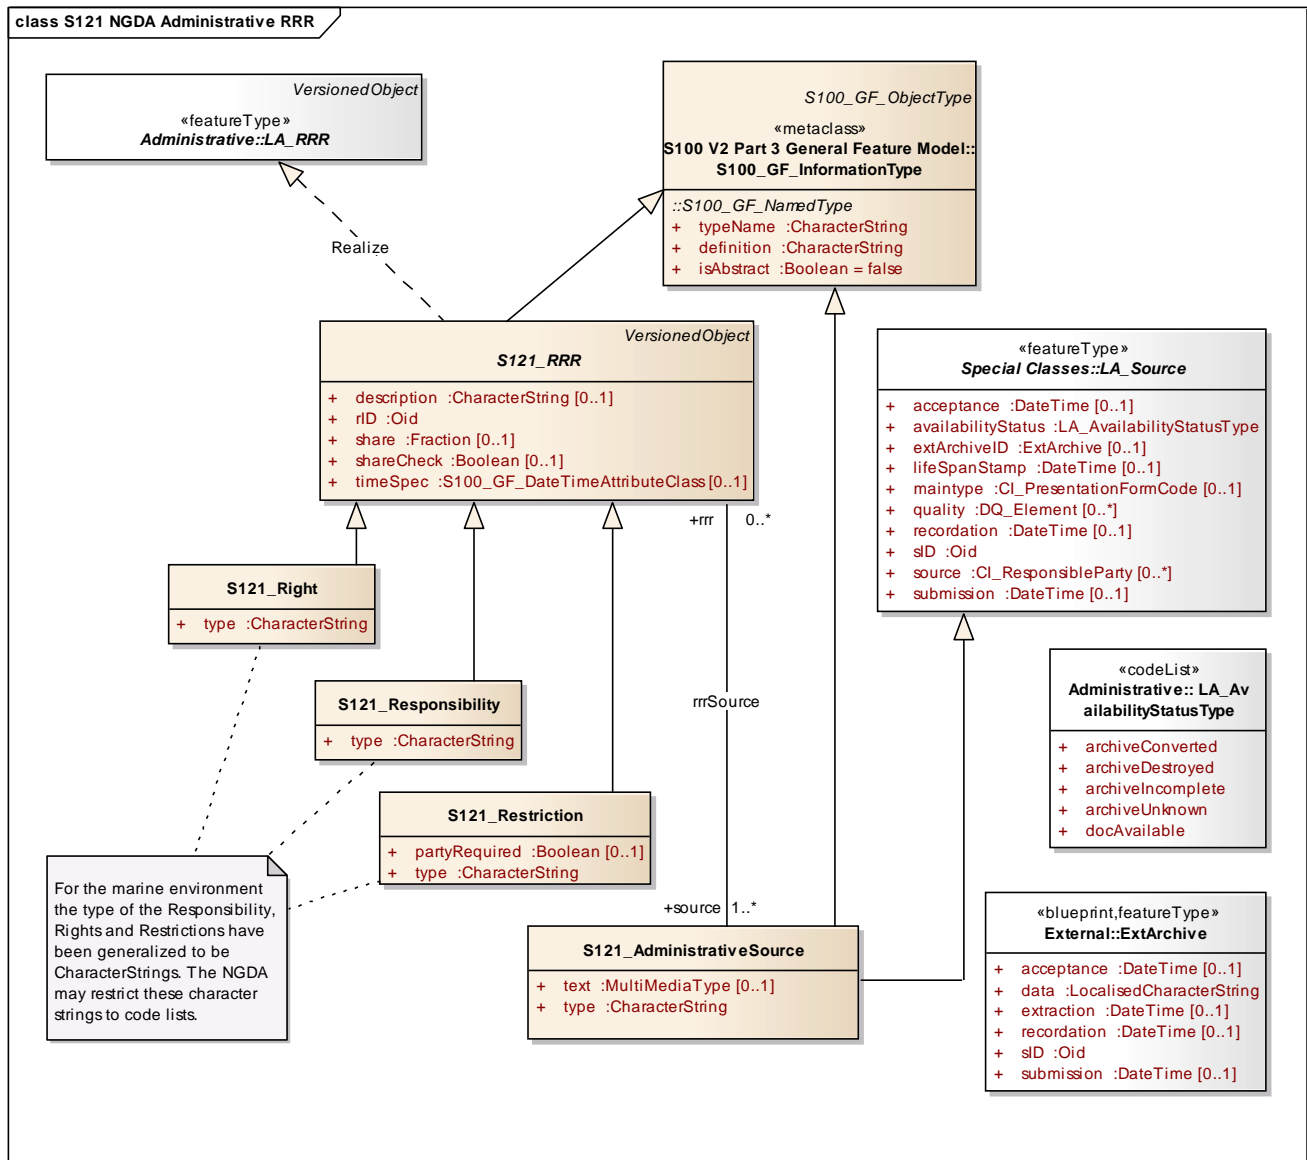 class S121 NGDA Administrative RRR
VersionedObject
«featureType»
Administrative::LA_RRR
S100_GF_ObjectType
«metaclass»
S100 V2 Part 3 General Feature Model::
S100_GF_InformationType
::S100_GF_NamedType
+ typeName :CharacterString
+ definition :CharacterString
+ isAbstract :Boolean = false
Realize
VersionedObject
S121_RRR
+ description :CharacterString [0..1]
+ rID :Oid
+ share :Fraction [0..1]
+ shareCheck :Boolean [0..1]
+ timeSpec :S100_GF_DateTimeAttributeClass [0..1]
«featureType»
Special Classes::LA_Source
+ acceptance :DateTime [0..1]
+ availabilityStatus :LA_AvailabilityStatusType
+ extArchiveID :ExtArchive [0..1]
+ lifeSpanStamp :DateTime [0..1]
+ maintype :CI_PresentationFormCode [0..1]
+ quality :DQ_Element [0..*]
+ recordation :DateTime [0..1]
+ sID :Oid
+ source :CI_ResponsibleParty [0..*]
+ submission :DateTime [0..1]
+rrr 0..*
S121_Right
+ type :CharacterString
S121_Responsibility
+ type :CharacterString
rrrSource
«codeList»
Administrative:: LA_Av
ailabilityStatusType
+ archiveConverted
+ archiveDestroyed
+ archiveIncomplete
+ archiveUnknown
+ docAvailable
S121_Restriction
+ partyRequired :Boolean [0..1]
+ type :CharacterString
For the marine environment
the type of the Responsibility,
Rights and Restrictions have
been generalized to be
CharacterStrings. The NGDA
may restrict these character
strings to code lists.
+source 1..*
S121_AdministrativeSource
+ text :MultiMediaType [0..1]
+ type :CharacterString
«blueprint,featureType»
External::ExtArchive
+ acceptance :DateTime [0..1]
+ data :LocalisedCharacterString
+ extraction :DateTime [0..1]
+ recordation :DateTime [0..1]
+ sID :Oid
+ submission :DateTime [0..1]